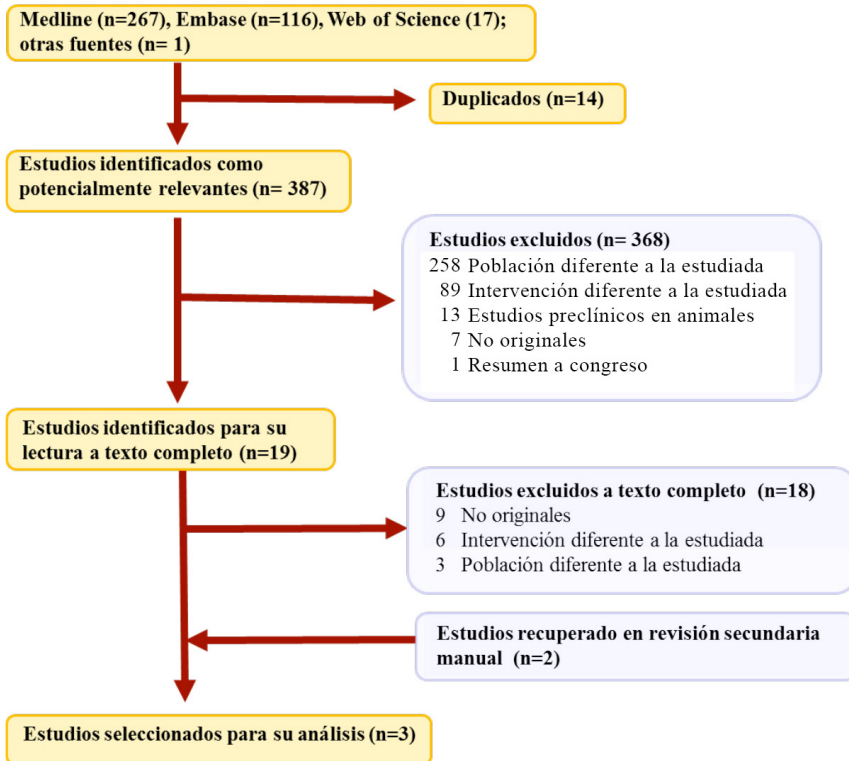 Medline (n=267), Embase (n=116), Web of Science (17);
otras fuentes (n= 1)
Duplicados (n=14)
Estudios identificados como
potencialmente relevantes (n= 387)
Estudios excluidos (n= 368)
258 Población diferente a la estudiada
89 Intervención diferente a la estudiada
13 Estudios preclínicos en animales
7 No originales
1 Resumen a congreso
Estudios identificados para su
lectura a texto completo (n=19)
Estudios excluidos a texto completo (n=18)
9 No originales
6 Intervención diferente a la estudiada
3 Población diferente a la estudiada
Estudios recuperado en revisión secundaria
manual (n=2)
Estudios seleccionados para su análisis (n=3)